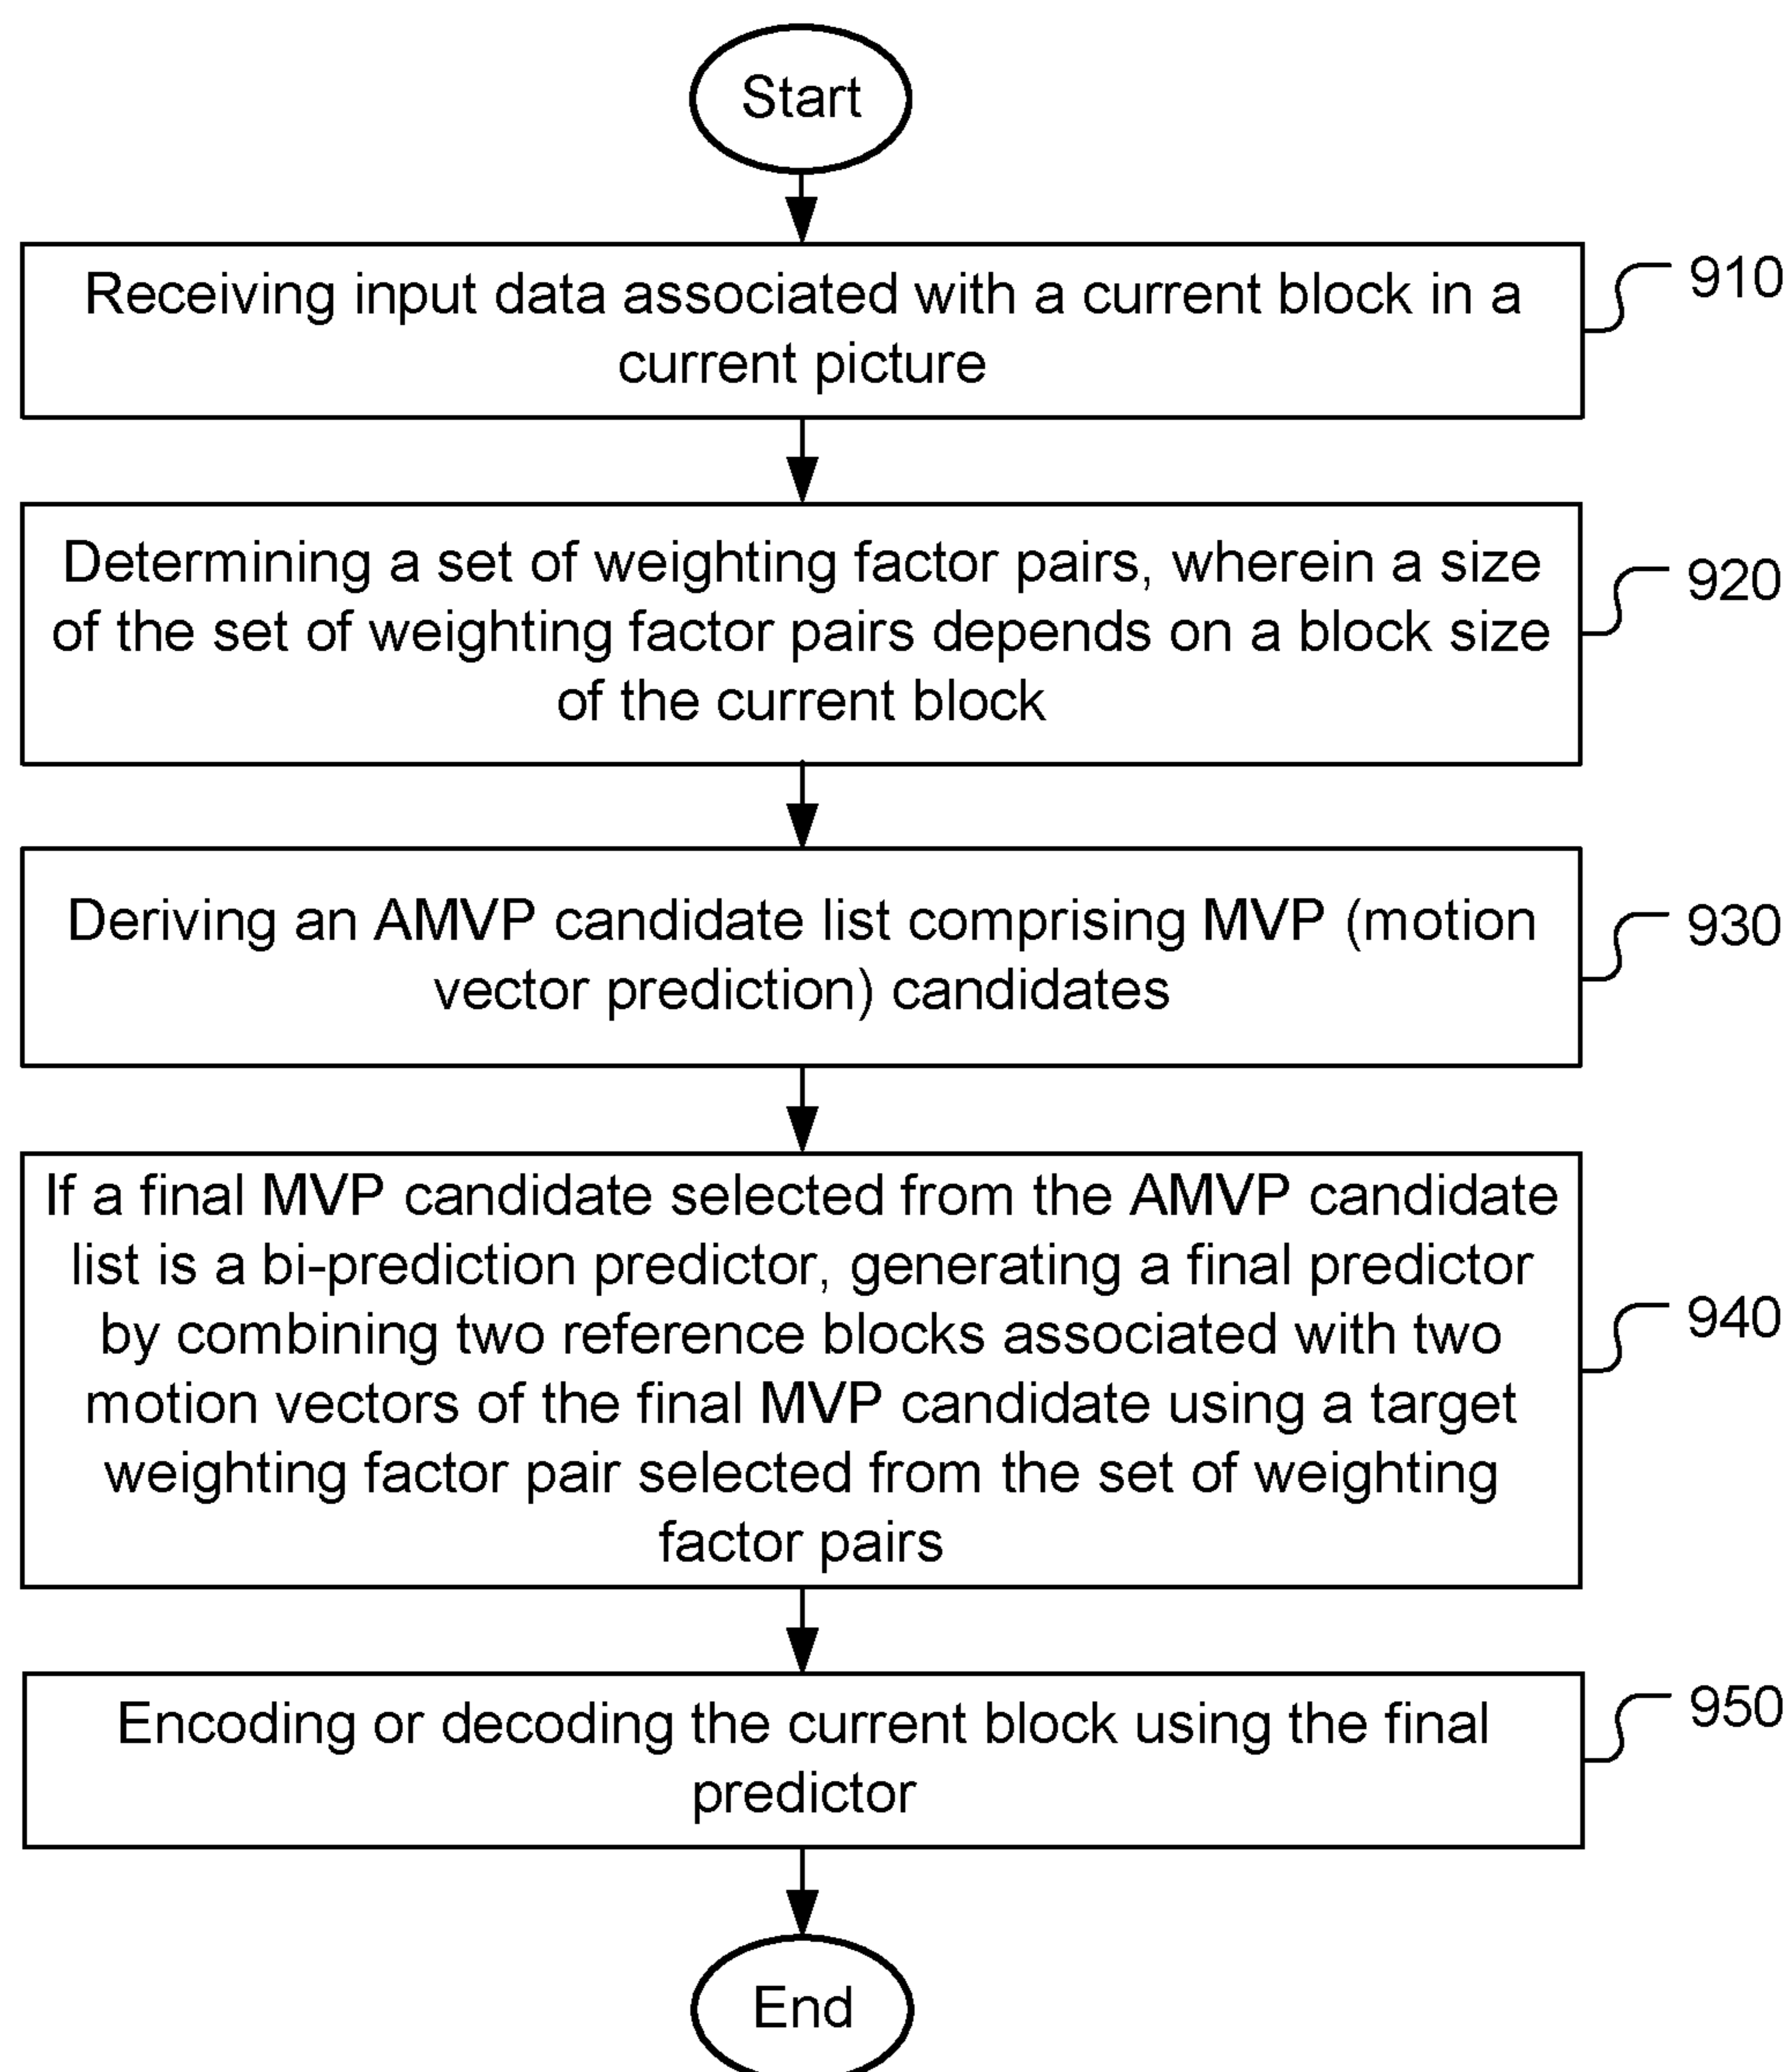 Start
Receiving input data associated with a current block in a
current picture
910
Determining a set of weighting factor pairs, wherein a size
of the set of weighting factor pairs depends on a block size
of the current block
920
Deriving an AMVP candidate list comprising MVP (motion
vector prediction) candidates
930
If a final MVP candidate selected from the AMVP candidate
list is a bi-prediction predictor, generating a final predictor
by combining two reference blocks associated with two
motion vectors of the final MVP candidate using a target
weighting factor pair selected from the set of weighting
factor pairs
940
Encoding or decoding the current block using the final
predictor
950
End